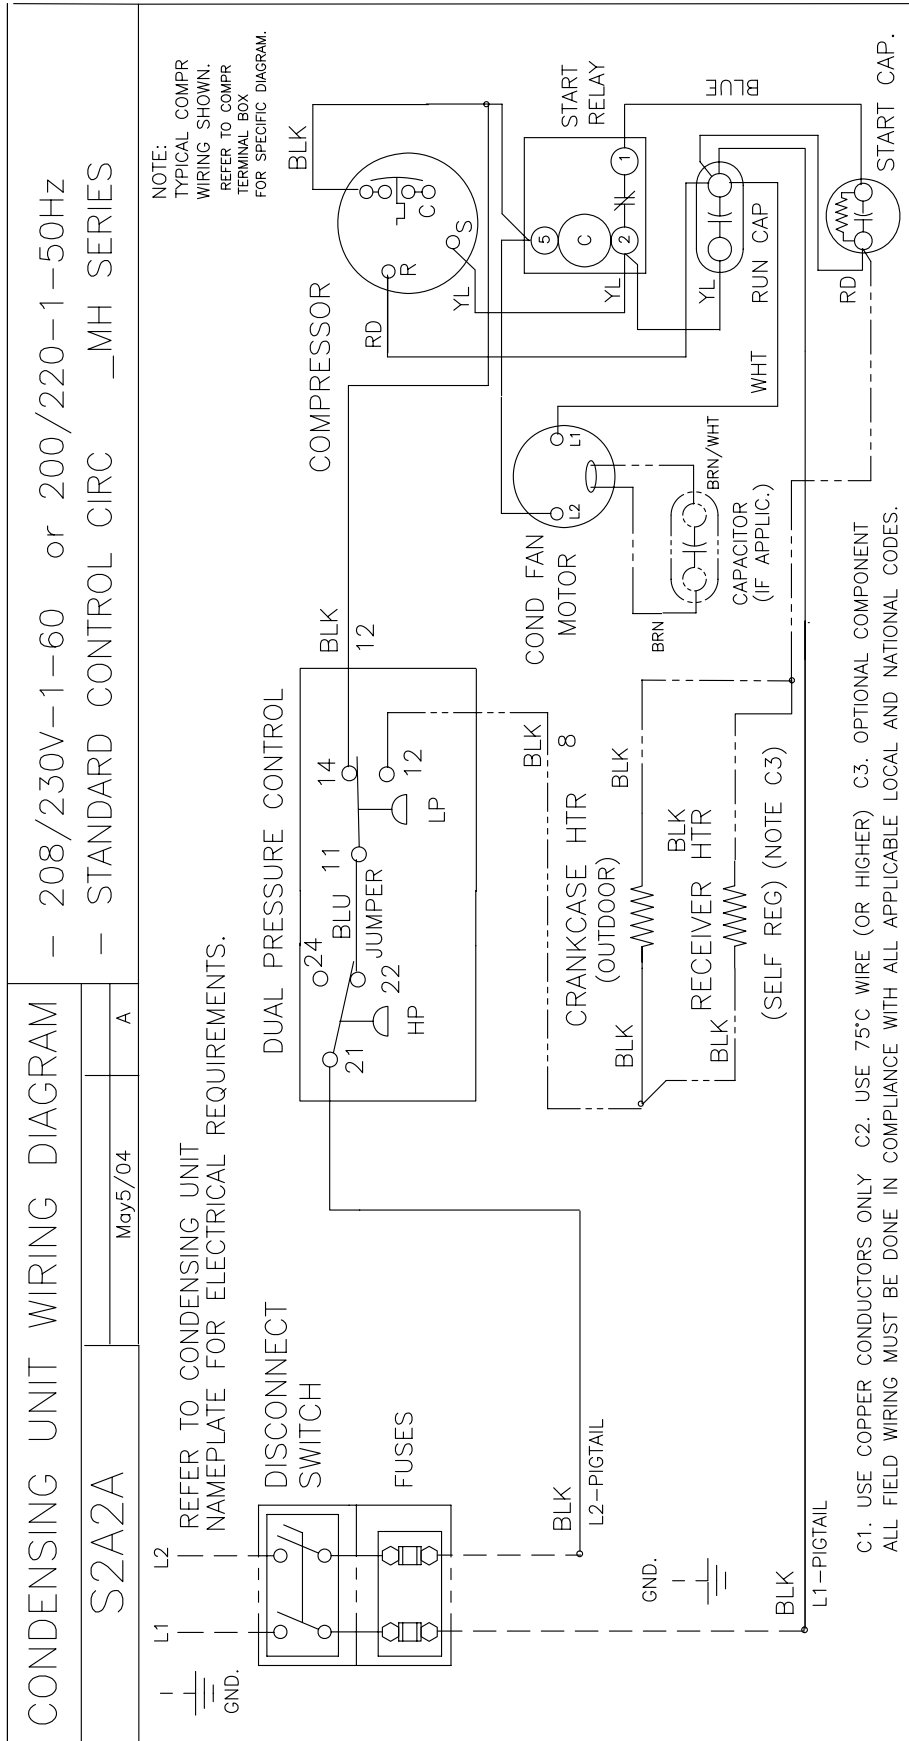 CONDENSING UNIT WIRING DIAGRAM
– 208/230V–1–60 or 200/220–1–50Hz
S2A2A
May5/04
A
– STANDARD CONTROL CIRC _MH SERIES
REFER TO CONDENSING UNIT
NAMEPLATE FOR ELECTRICAL REQUIREMENTS.
NOTE:
TYPICAL COMPR
WIRING SHOWN.
REFER TO COMPR
TERMINAL BOX
FOR SPECIFIC DIAGRAM.
GND.
L1
L2
DISCONNECT
SWITCH
FUSES
BLK
L2–PIGTAIL
GND.
BLK
L1–PIGTAIL
DUAL PRESSURE CONTROL
21
HP
24
22
BLU
JUMPER
11
14
LP
12
BLK
12
BLK
8
CRANKCASE HTR
(OUTDOOR)
BLK
BLK
RECEIVER HTR
BLK
BLK
(SELF REG) (NOTE C3)
COMPRESSOR
BLK
C
R
S
RD
YL
START
RELAY
5
C
2
1
YL
BLUE
YL
RUN CAP
WHT
RD
START CAP.
COND FAN
MOTOR
L2
L1
BRN
BRN/WHT
CAPACITOR
(IF APPLIC.)
C1. USE COPPER CONDUCTORS ONLY C2. USE 75°C WIRE (OR HIGHER) C3. OPTIONAL COMPONENT
ALL FIELD WIRING MUST BE DONE IN COMPLIANCE WITH ALL APPLICABLE LOCAL AND NATIONAL CODES.